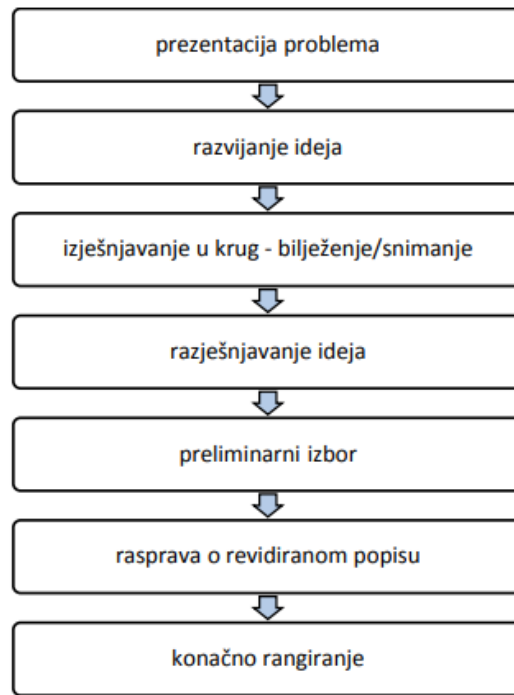 prezentacija problema
razvijanje ideja
izješnjavanje u krug - bilježenje/snimanje
razješnjavanje ideja
preliminarni izbor
rasprava o revidiranom popisu
konačno rangiranje